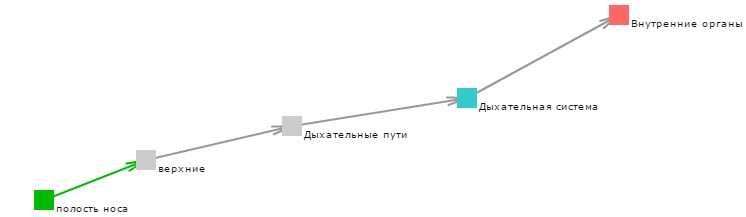 Внутренние органы
Дыхательная система
Дыхательные пути
верхние
полость носа